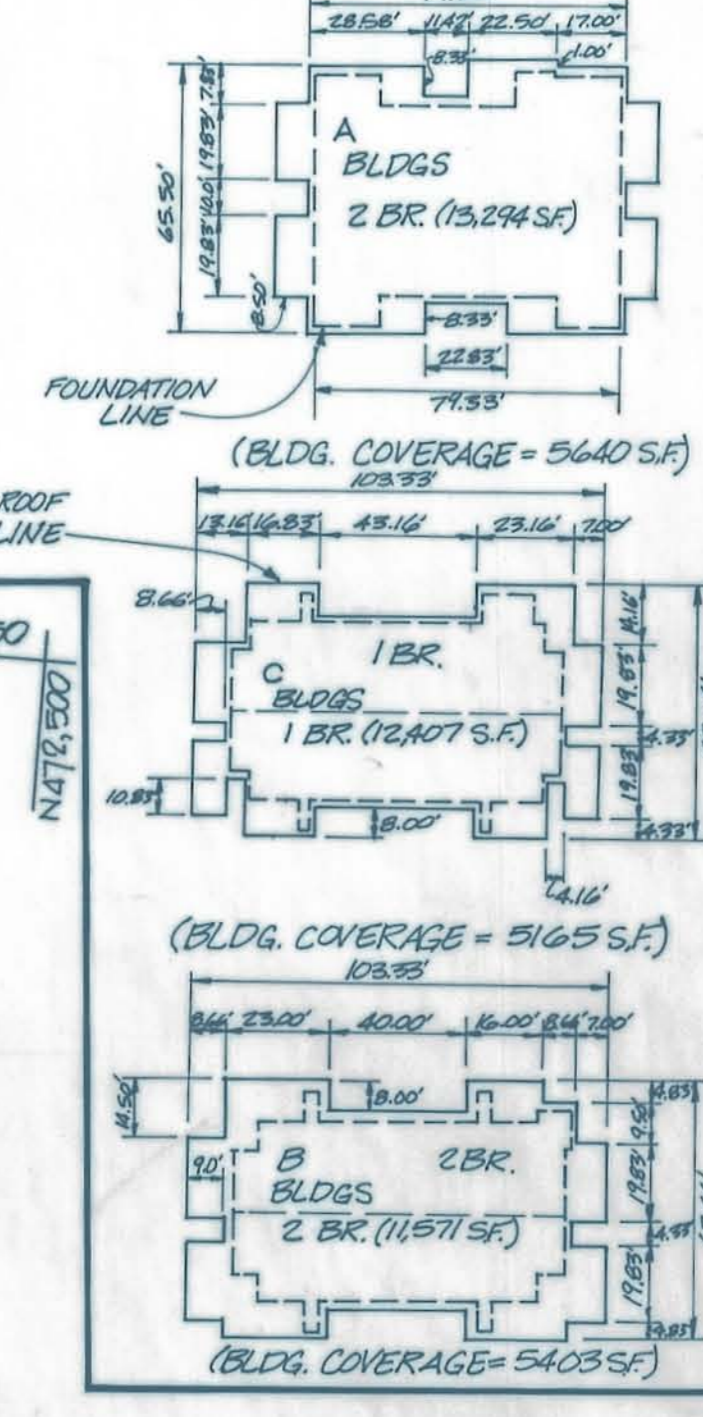 28.58' 11.42' 22.50' 17.00'
8.33' 1.00'
7.83'
19.83'
10.0'
19.83'
65.50'
8.50'
A
BLDGS
2 BR. (13,294 S.F.)
8.33'
22.83'
79.33'
FOUNDATION
LINE
(BLDG. COVERAGE = 5640 S.F.)
103.33'
ROOF
LINE
13.16' 16.83' 43.16' 23.16' 7.00'
8.66'
14.16'
19.83'
4.33'
19.83'
4.33'
1 BR.
C
BLDGS
1 BR. (12,407 S.F.)
10.83'
8.00'
4.16'
N472,500
(BLDG. COVERAGE = 5165 S.F.)
103.33'
8.66' 23.00' 40.00' 16.00' 8.66' 7.00'
14.50'
8.00'
4.83'
9.50'
19.83'
4.33'
19.83'
4.83'
9.0'
B 2BR.
BLDGS
2 BR. (11,571 S.F.)
(BLDG. COVERAGE = 5403 S.F.)